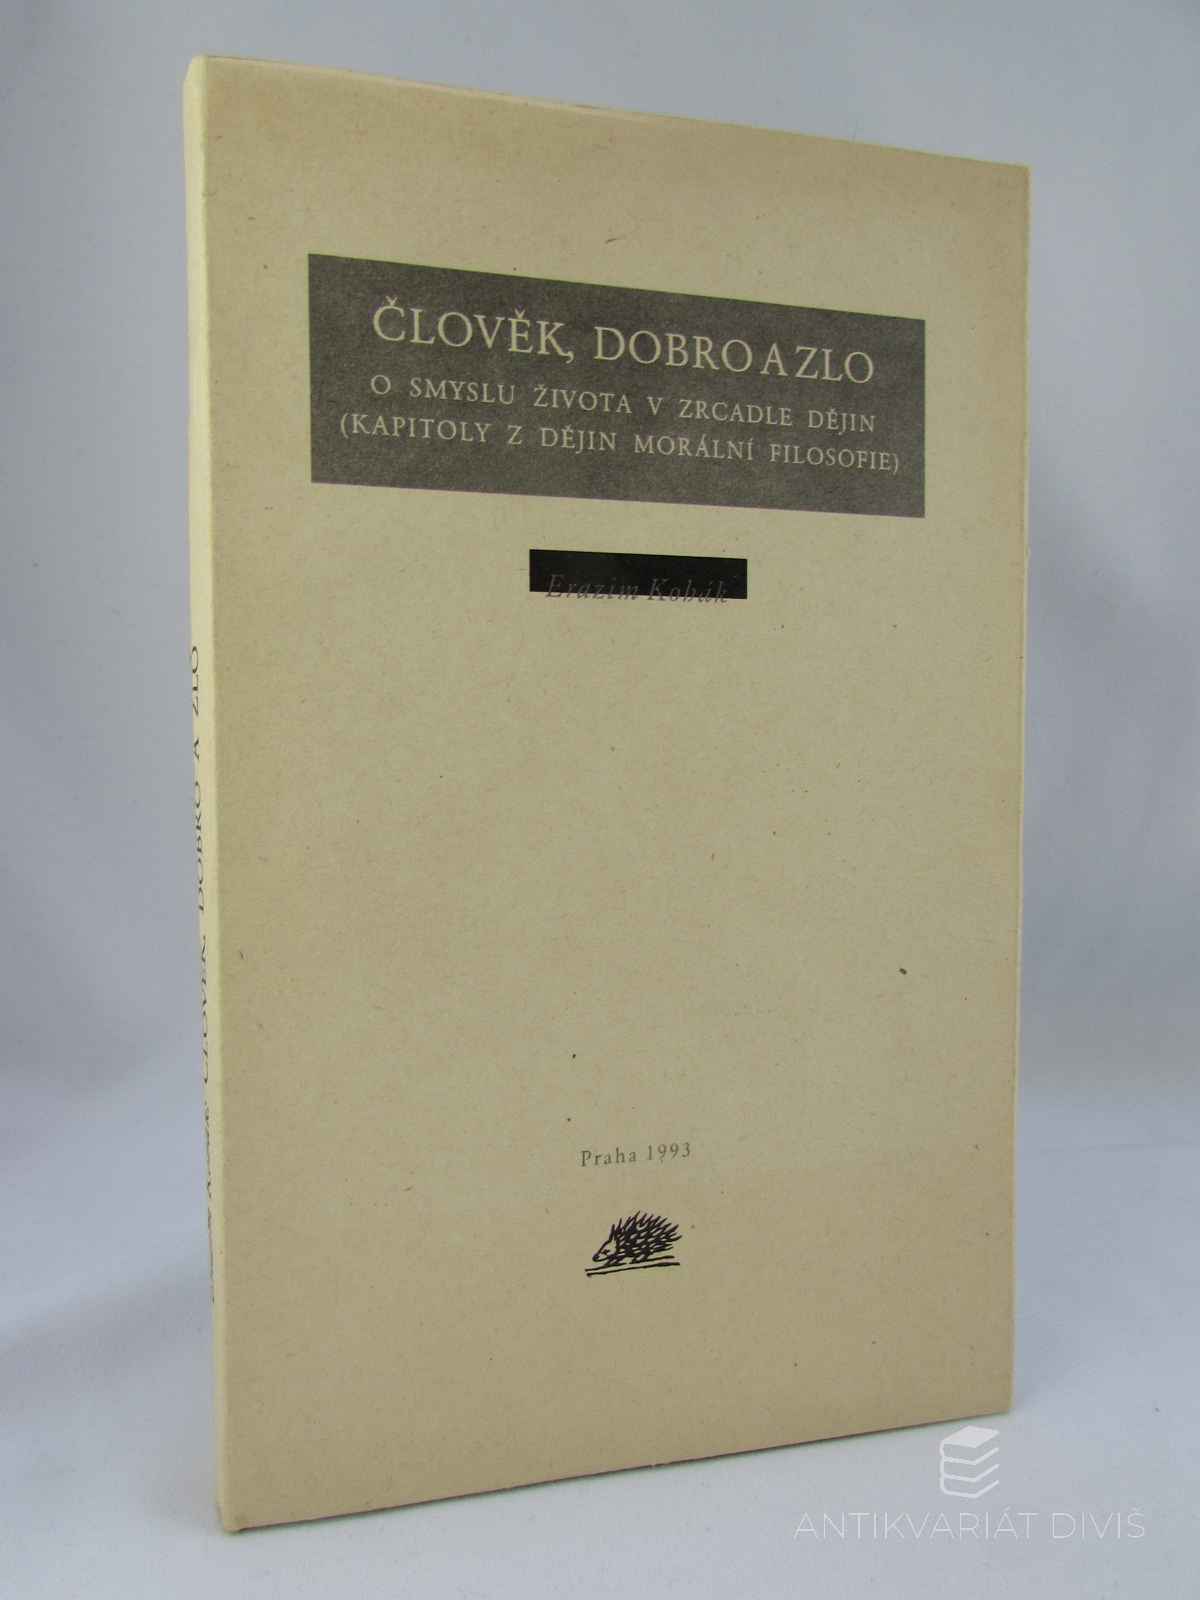 ČLOVĚK, DOBRO A ZLO
O SMYSLU ŽIVOTA V ZRCADLE DĚJIN
(KAPITOLY Z DĚJIN MORÁLNÍ FILOSOFIE)
Erazim Kohák
Praha 1993
ČLOVĚK, DOBRO A ZLO
ANTIKVARIÁT DIVIŠ